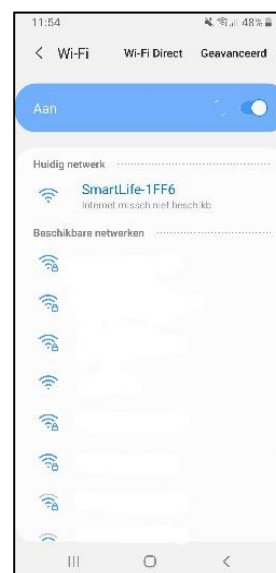 11:54 48%
Wi-Fi Wi-Fi Direct Geavanceerd
Aan
Huidig netwerk
SmartLife-1FF6
Internet missch niet beschikb.
Beschikbare netwerken